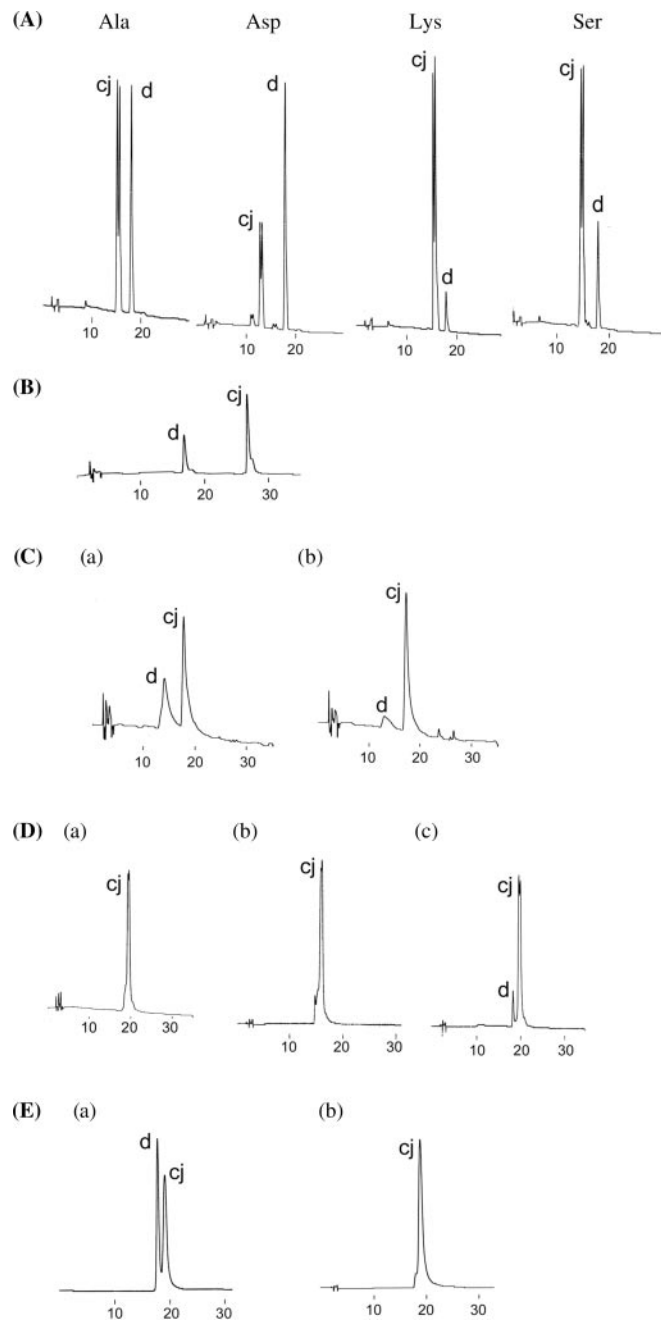 (A) Ala Asp Lys Ser
cj d d cj cj d cj d
10 20 10 20 10 20 10 20
(B)
d cj
10 20 30
(C) (a) (b)
d cj d cj
10 20 30 10 20 30
(D) (a) (b) (c)
cj cj cj d
10 20 30 10 20 30 10 20 30
(E) (a) (b)
d cj cj
10 20 30 10 20 30